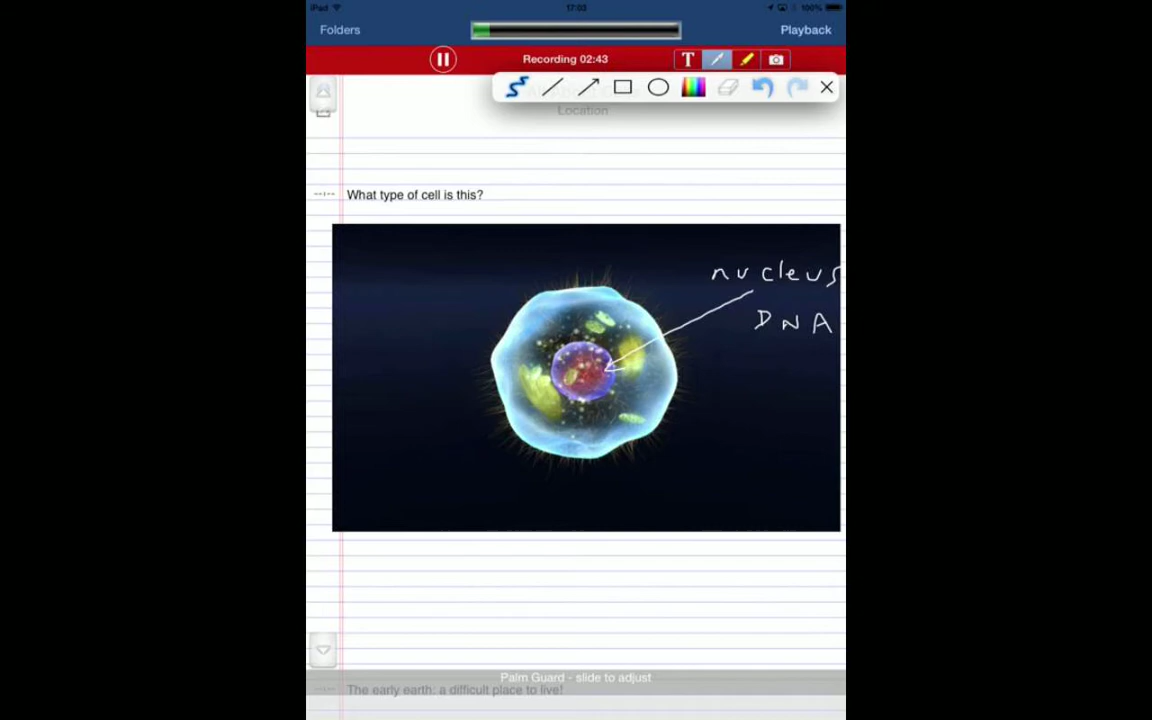 iPad
17:03
100%
Folders
Playback
Recording 02:43
T
Location
What type of cell is this?
nucleus
DNA
Palm Guard - slide to adjust
The early earth: a difficult place to live!